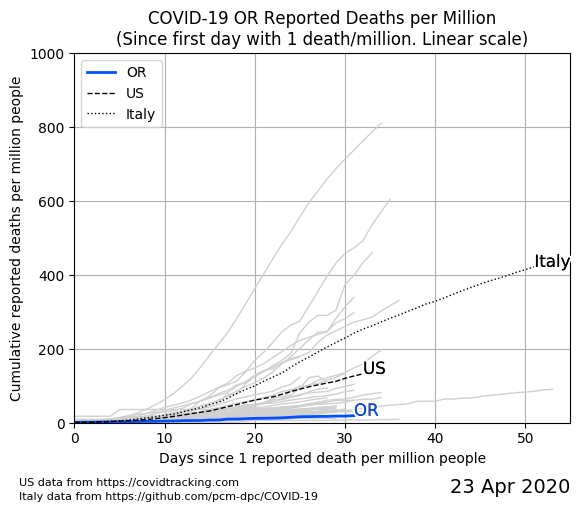 COVID-19 OR Reported Deaths per Million
(Since first day with 1 death/million. Linear scale)
Cumulative reported deaths per million people
1000
800
600
400
200
0
OR
US
Italy
Italy
US
OR
0
10
20
30
40
50
Days since 1 reported death per million people
US data from https://covidtracking.com
Italy data from https://github.com/pcm-dpc/COVID-19
23 Apr 2020